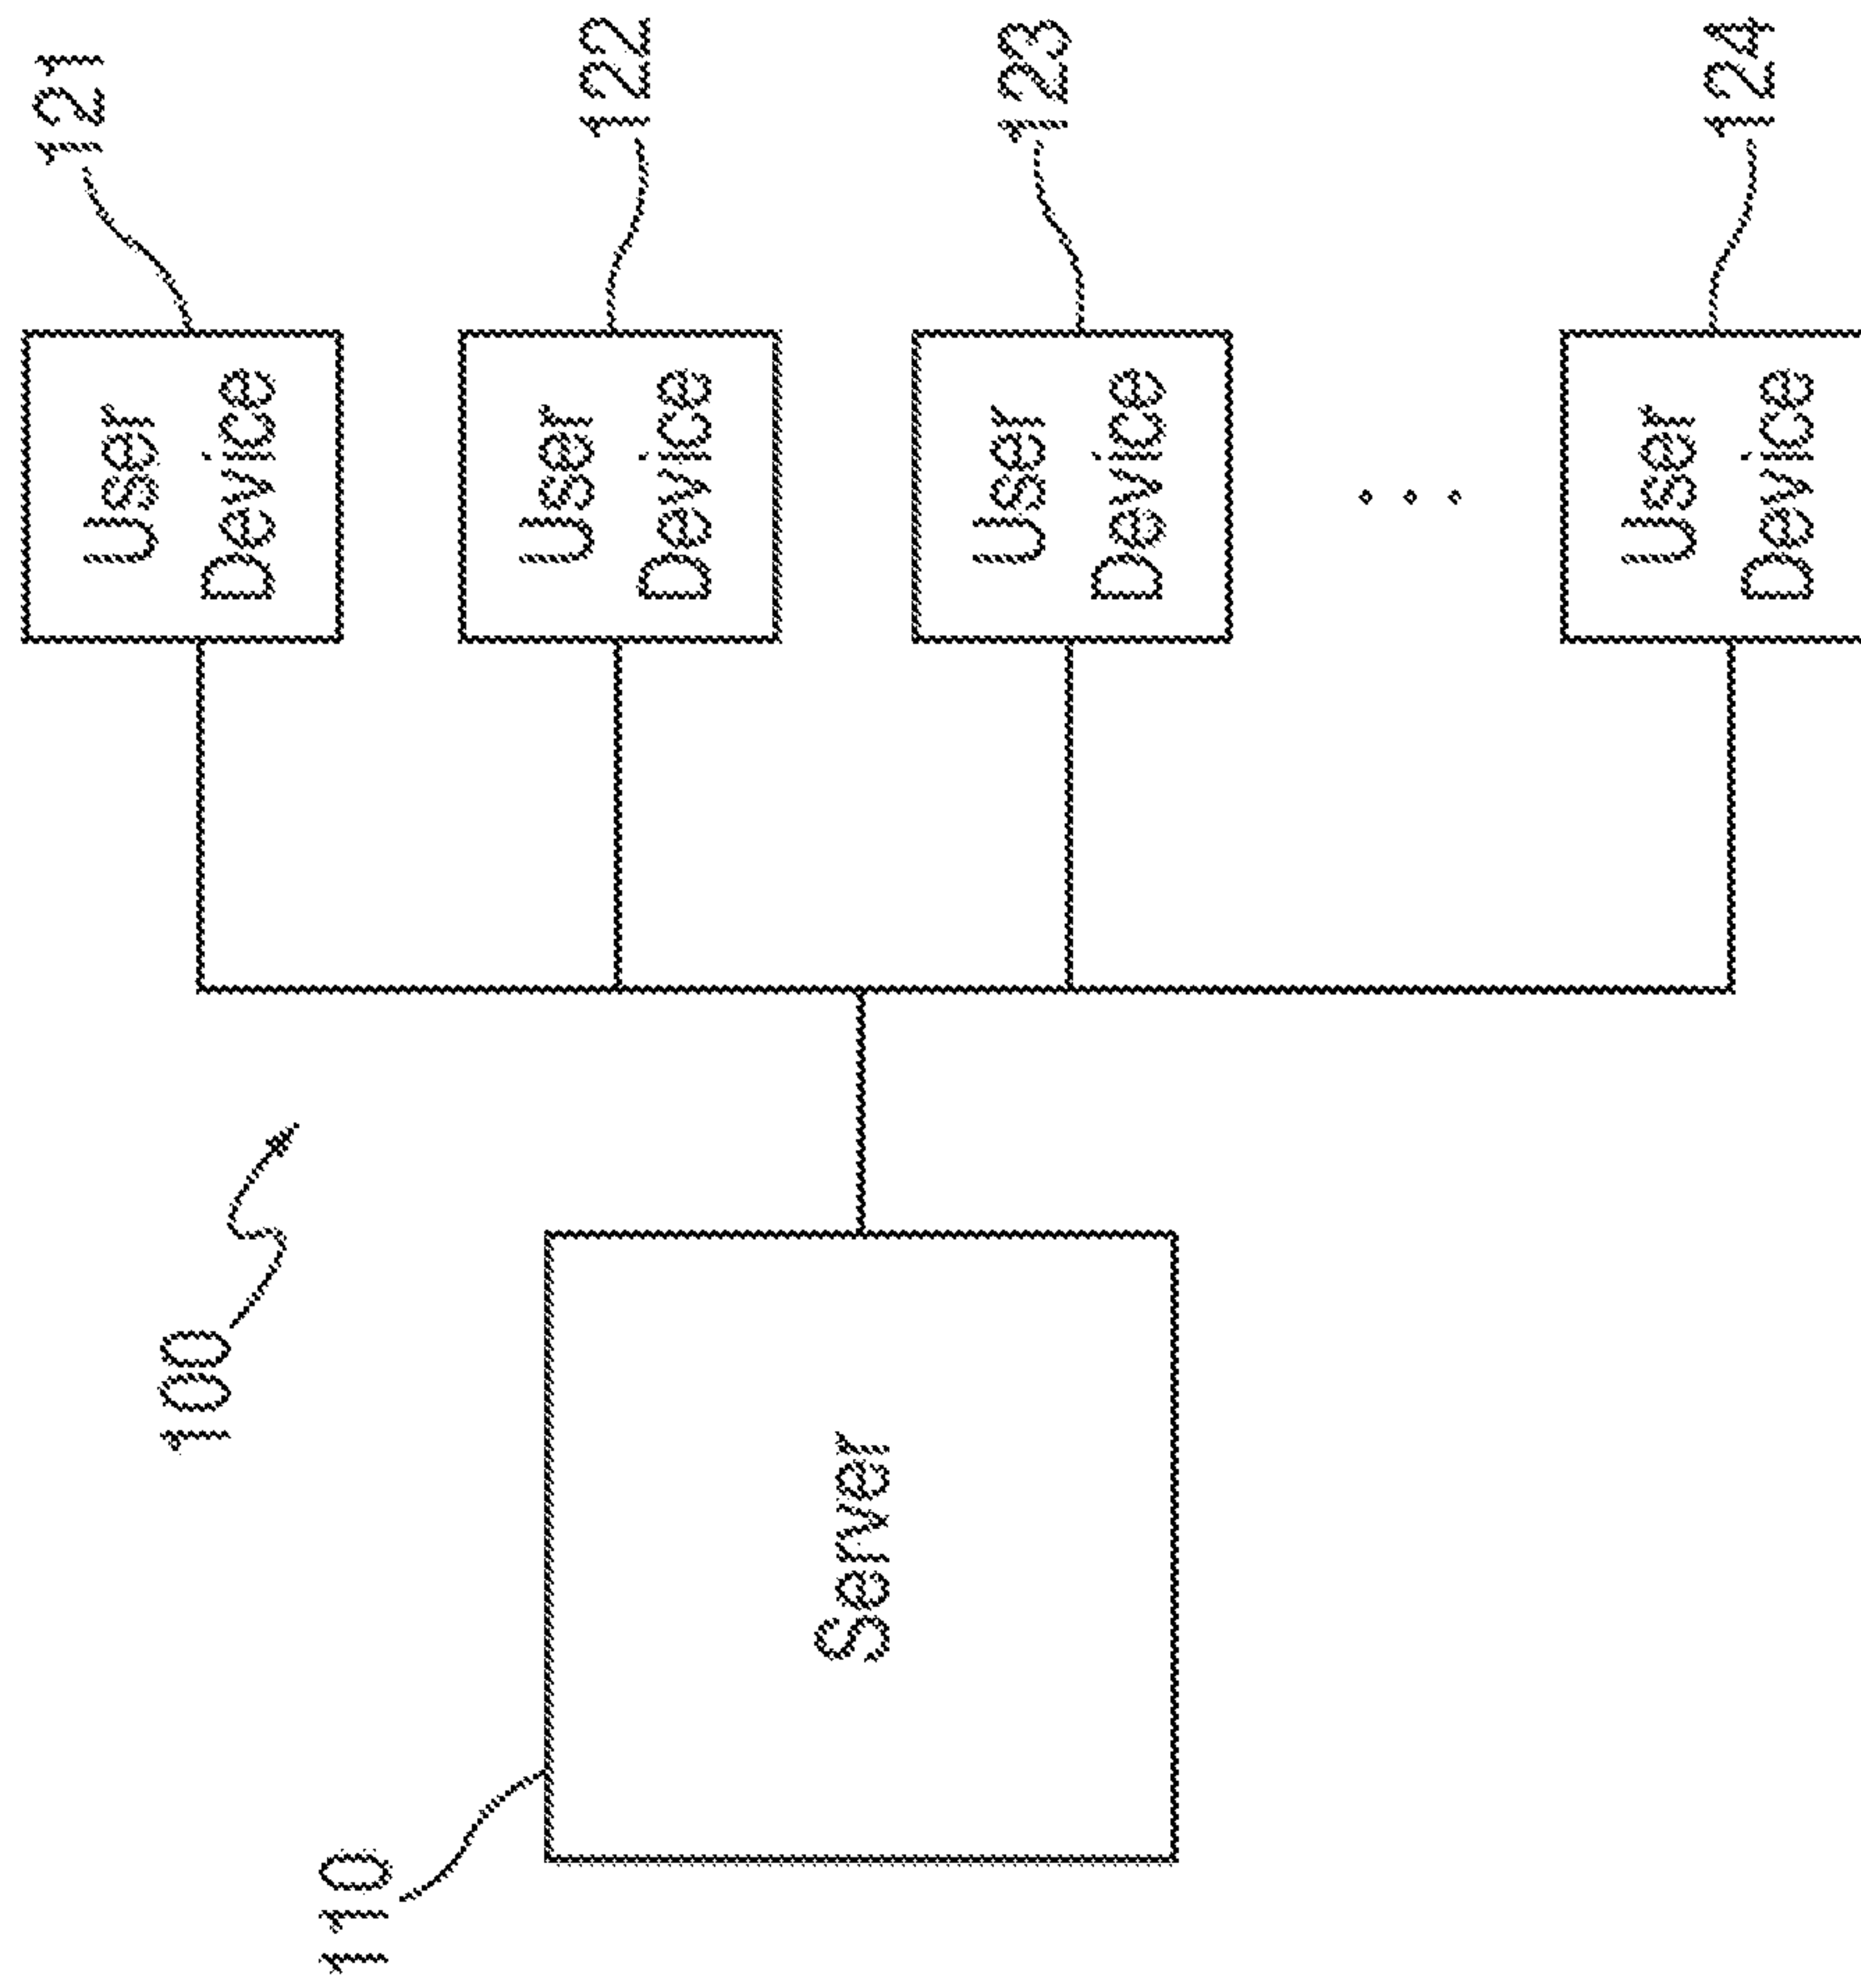 100
110
Server
121
User
Device
122
User
Device
123
User
Device
. . .
124
User
Device